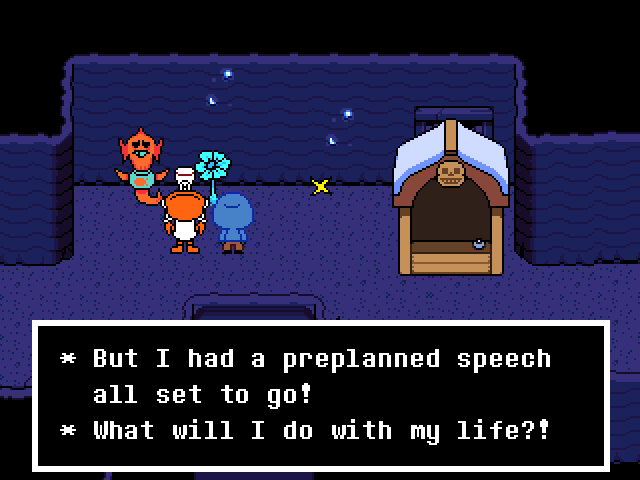 * But I had a preplanned speech
all set to go!
* What will I do with my life?!